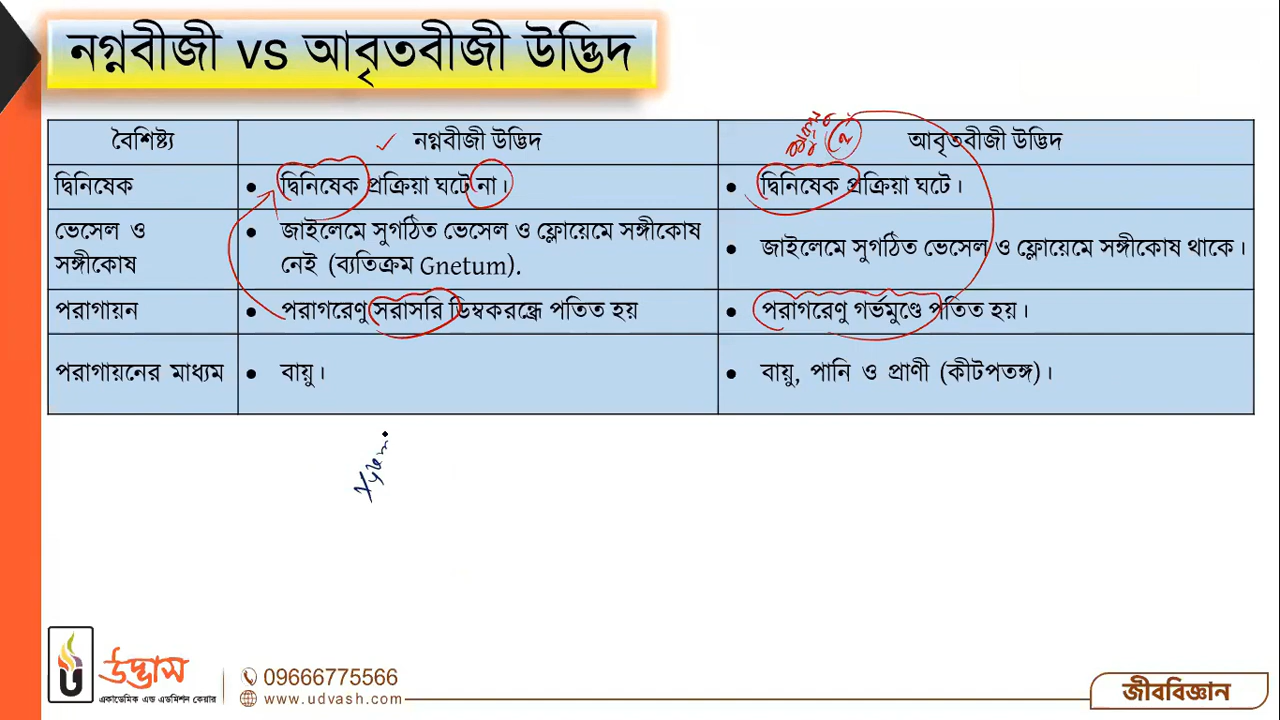 নগ্নবীজী vs আবৃতবীজী উদ্ভিদ
বৈশিষ্ট্য নগ্নবীজী উদ্ভিদ আবৃতবীজী উদ্ভিদ
দ্বিনিষেক • দ্বিনিষেক প্রক্রিয়া ঘটে না। • দ্বিনিষেক প্রক্রিয়া ঘটে।
ভেসেল ও সঙ্গীকোষ • জাইলেমে সুগঠিত ভেসেল ও ফ্লোয়েমে সঙ্গীকোষ
নেই (ব্যতিক্রম Gnetum). • জাইলেমে সুগঠিত ভেসেল ও ফ্লোয়েমে সঙ্গীকোষ থাকে।
পরাগায়ন • পরাগরেণু সরাসরি ডিম্বকরন্ধ্রে পতিত হয় • পরাগরেণু গর্ভমুণ্ডে পতিত হয়।
পরাগায়নের মাধ্যম • বায়ু। • বায়ু, পানি ও প্রাণী (কীটপতঙ্গ)।
Xylem
উদ্ভাস
একাডেমিক এন্ড এডমিশন কেয়ার
09666775566
www.udvash.com
জীববিজ্ঞান